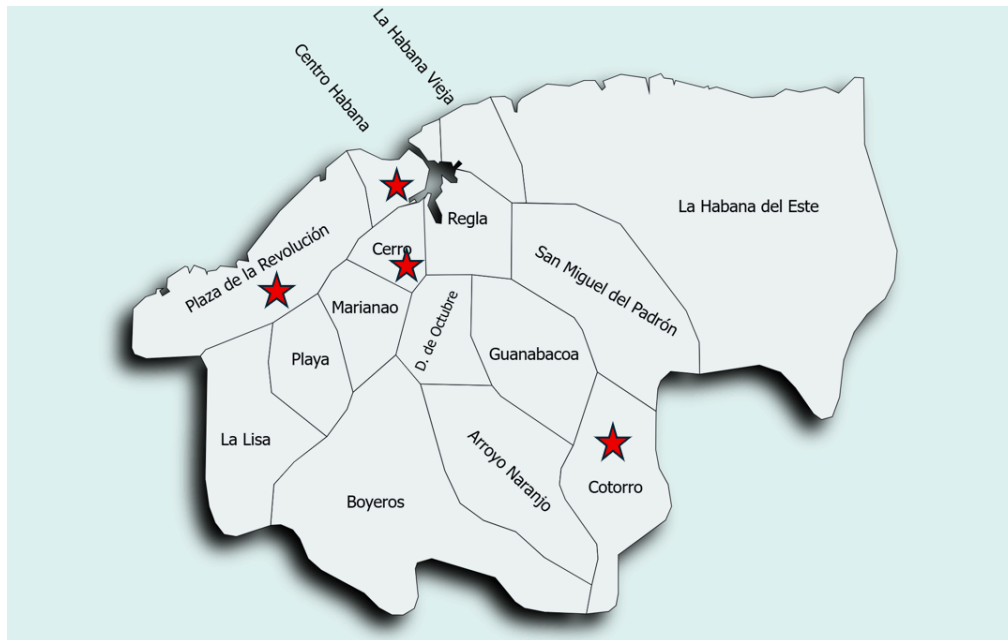 La Habana Vieja
Centro Habana
La Habana del Este
Regla
Plaza de la Revolución
Cerro
San Miguel del Padrón
Marianao
D. de Octubre
Playa
Guanabacoa
La Lisa
Arroyo Naranjo
Cotorro
Boyeros